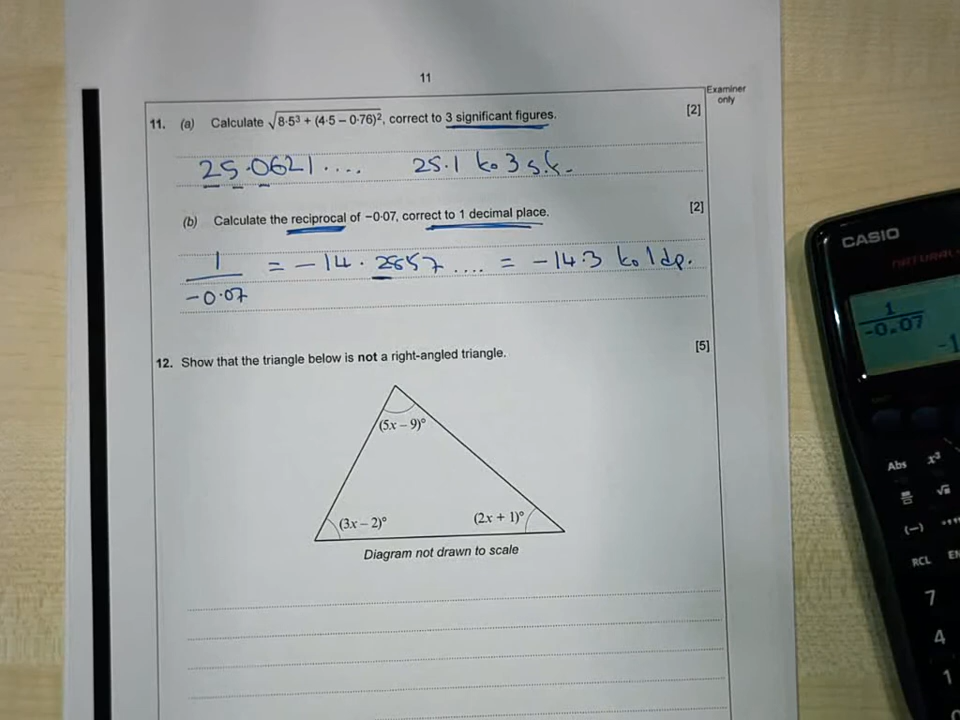 11
Examiner only
11. (a) Calculate √8·5³ + (4·5 – 0·76)², correct to 3 significant figures. [2]
25.0621.... 25.1 to 3 s.f.
(b) Calculate the reciprocal of –0·07, correct to 1 decimal place. [2]
1/-0.07 = -14.2857.... = -14.3 to 1dp.
12. Show that the triangle below is not a right-angled triangle. [5]
(5x – 9)°
(3x – 2)° (2x + 1)°
Diagram not drawn to scale
CASIO
1
-0.07
-1
Abs x³
(–)
RCL
7
4
1